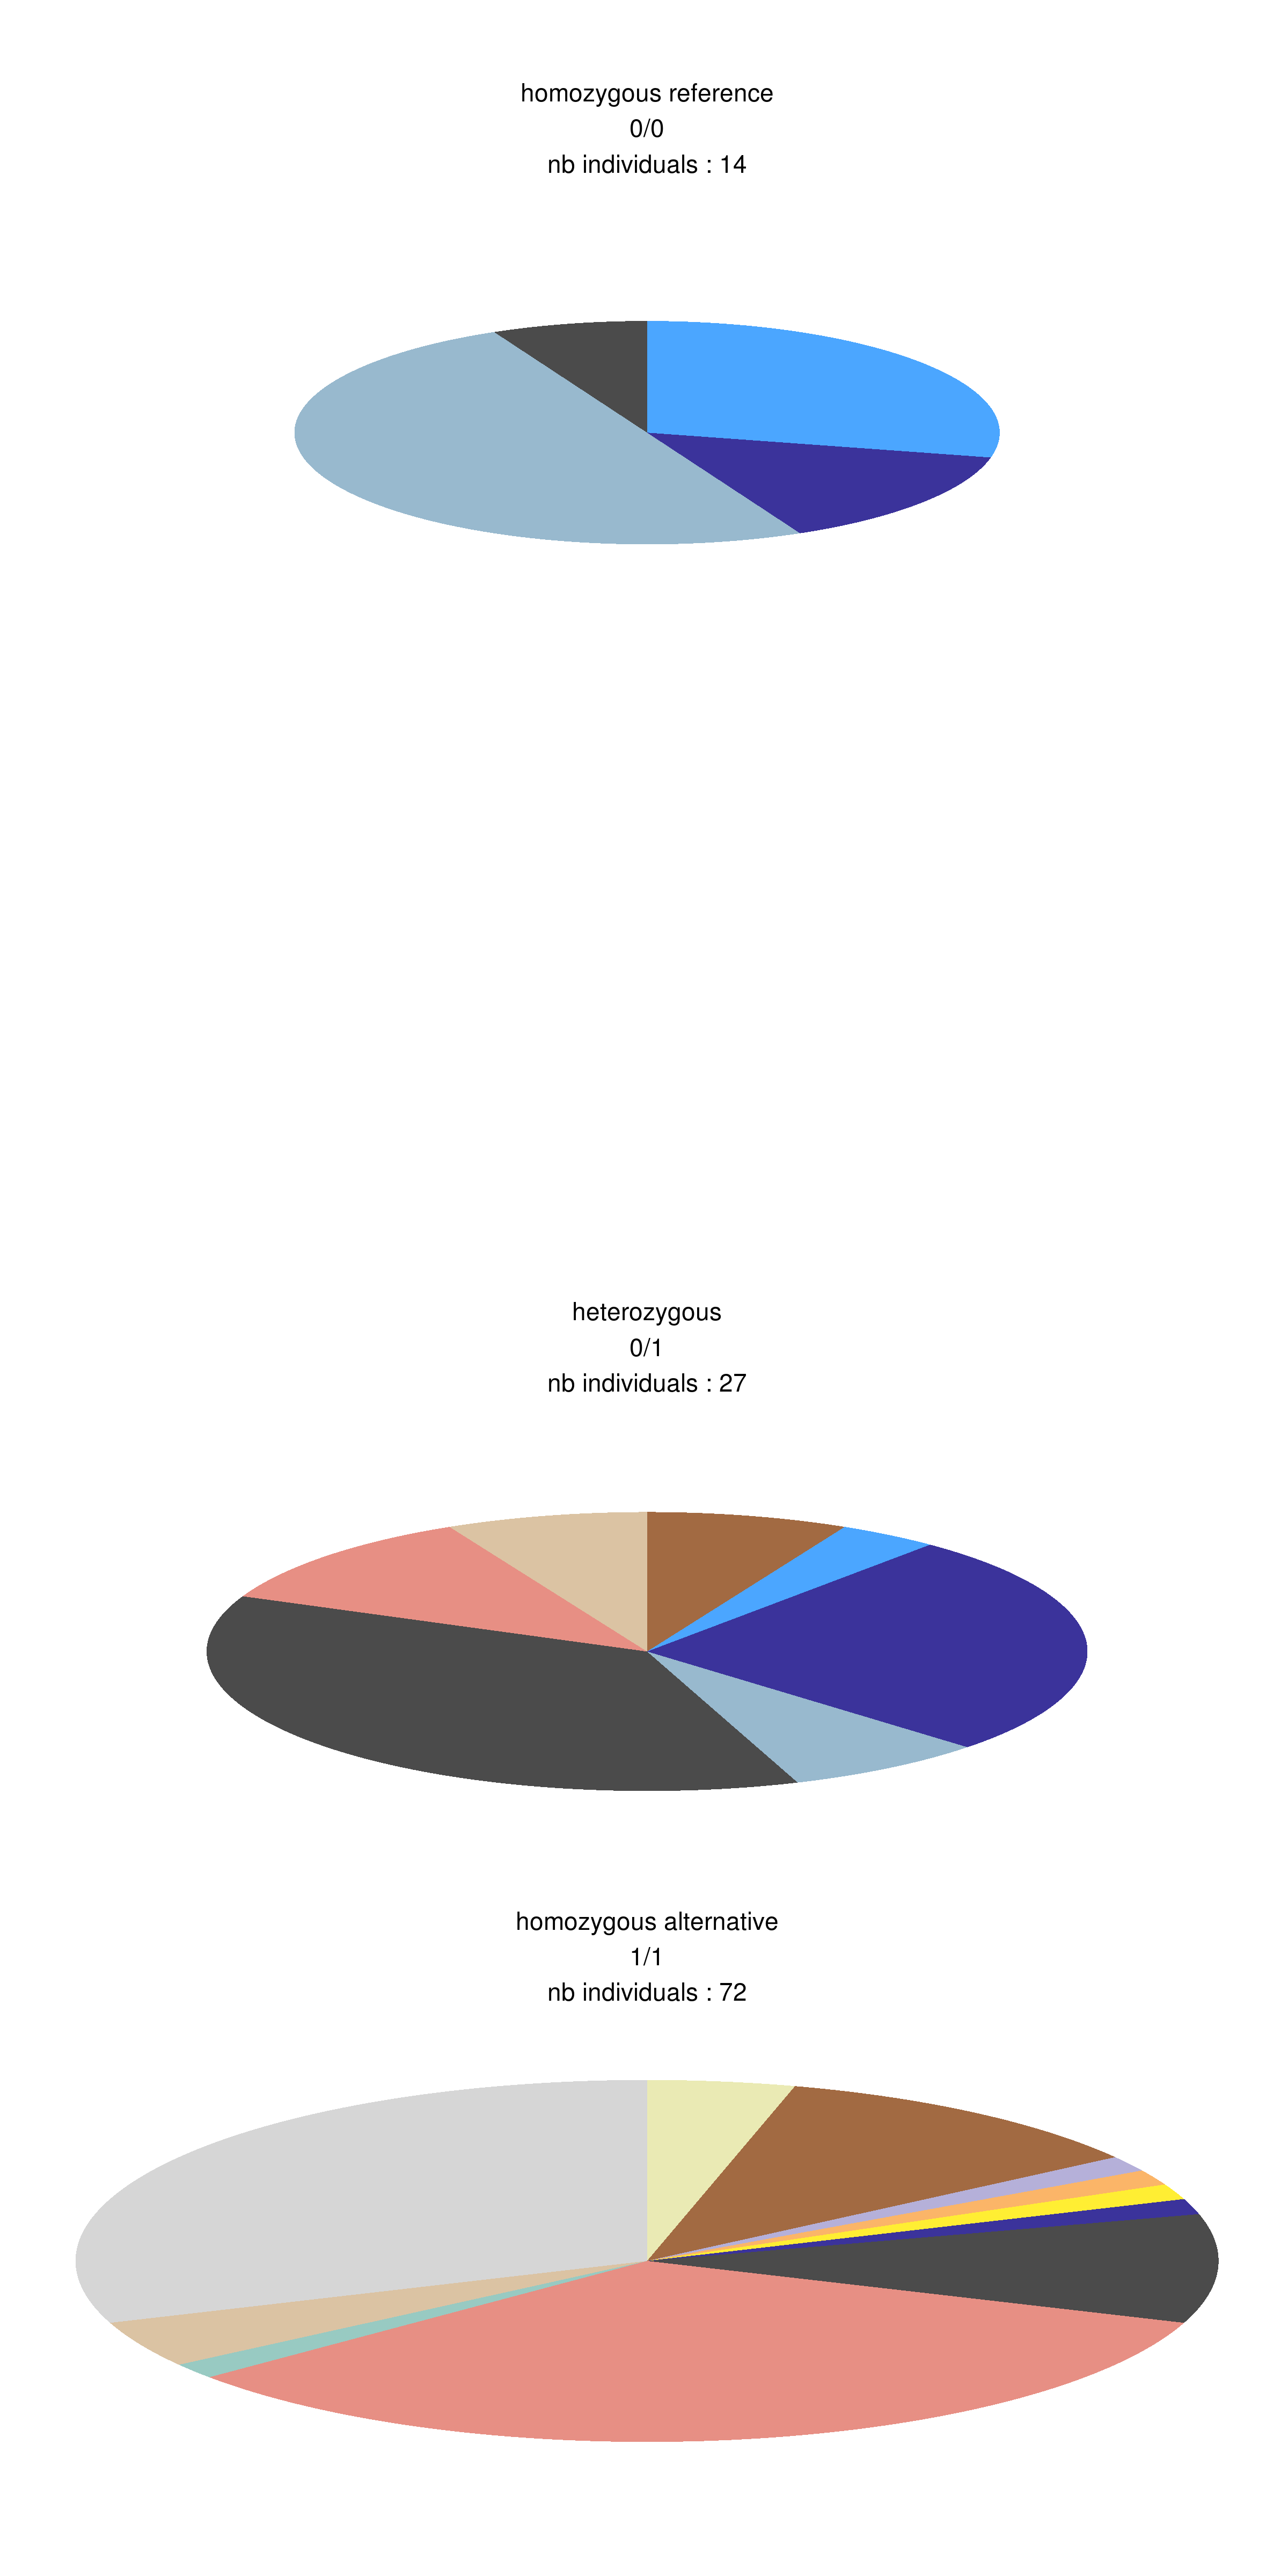 homozygous reference
0/0
nb individuals : 14
heterozygous
0/1
nb individuals : 27
homozygous alternative
1/1
nb individuals : 72